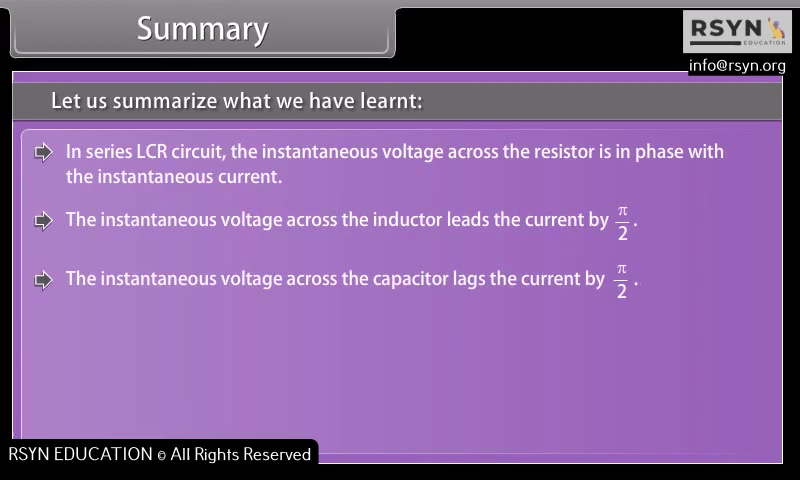 Summary
RSYN
EDUCATION
info@rsyn.org
Let us summarize what we have learnt:
In series LCR circuit, the instantaneous voltage across the resistor is in phase with
the instantaneous current.
The instantaneous voltage across the inductor leads the current by π/2.
The instantaneous voltage across the capacitor lags the current by π/2.
RSYN EDUCATION © All Rights Reserved